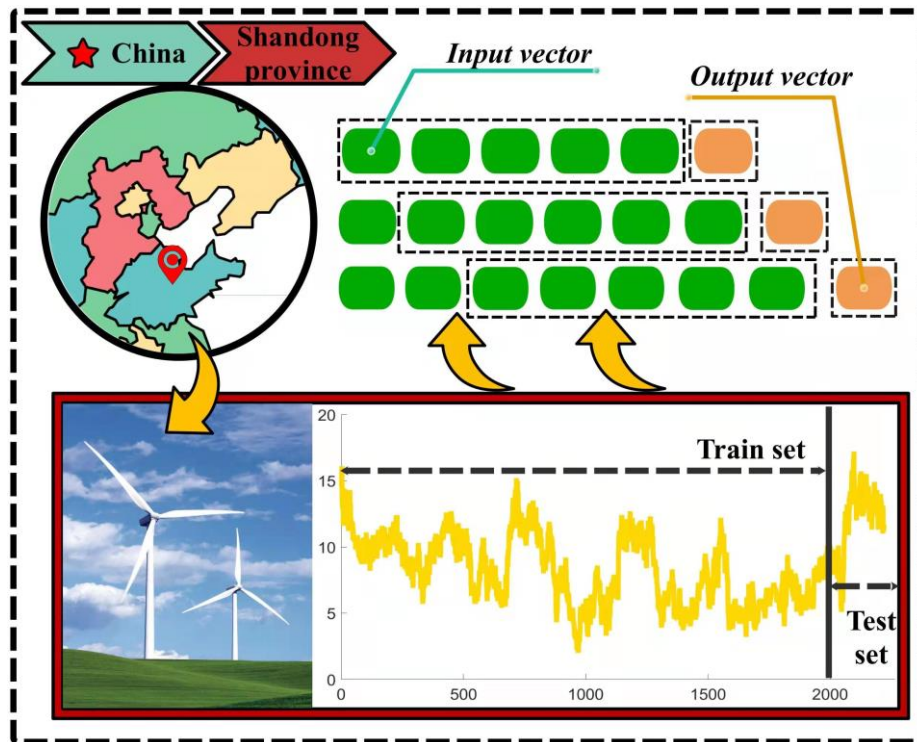 China
Shandong
province
Input vector
Output vector
20
15
10
5
0
Train set
Test
set
0
500
1000
1500
2000